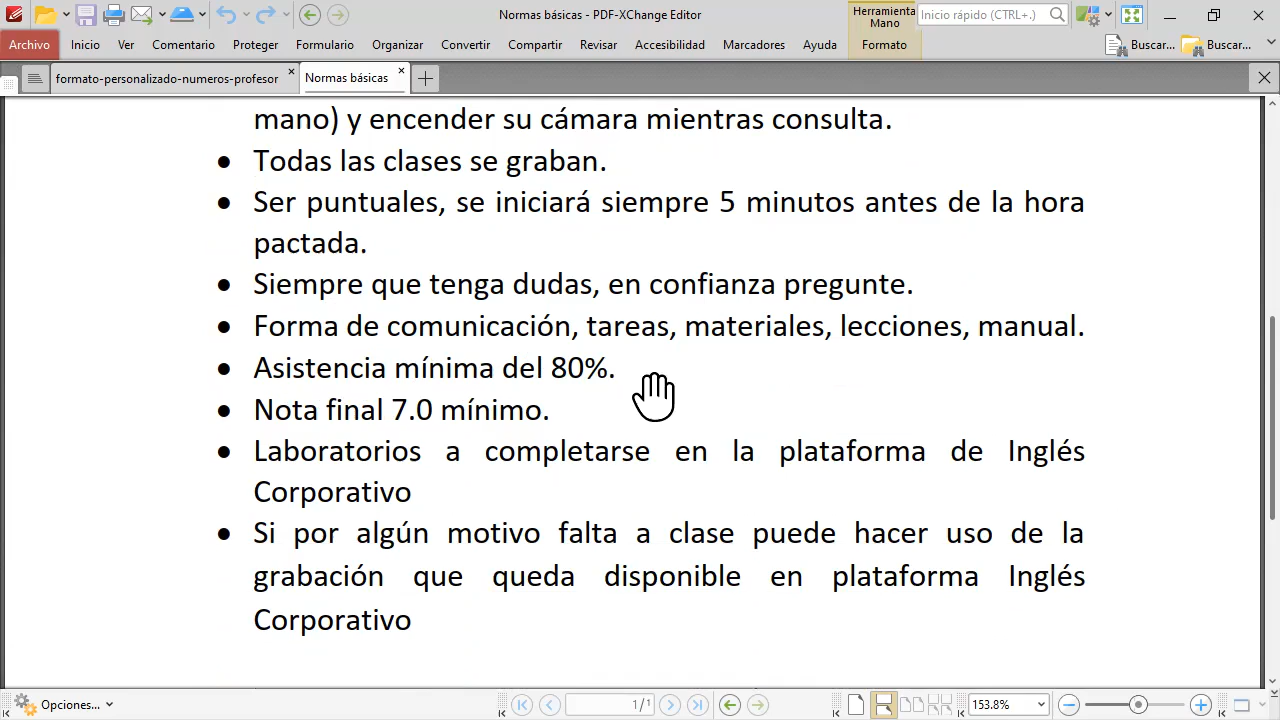 Normas básicas - PDF-XChange Editor
Herramienta
Mano
Inicio rápido (CTRL+.)
Archivo Inicio Ver Comentario Proteger Formulario Organizar Convertir Compartir Revisar Accesibilidad Marcadores Ayuda Formato Buscar... Buscar...
formato-personalizado-numeros-profesor Normas básicas
mano) y encender su cámara mientras consulta.
● Todas las clases se graban.
● Ser puntuales, se iniciará siempre 5 minutos antes de la hora
pactada.
● Siempre que tenga dudas, en confianza pregunte.
● Forma de comunicación, tareas, materiales, lecciones, manual.
● Asistencia mínima del 80%.
● Nota final 7.0 mínimo.
● Laboratorios a completarse en la plataforma de Inglés
Corporativo
● Si por algún motivo falta a clase puede hacer uso de la
grabación que queda disponible en plataforma Inglés
Corporativo
Opciones... 1/1 153.8%